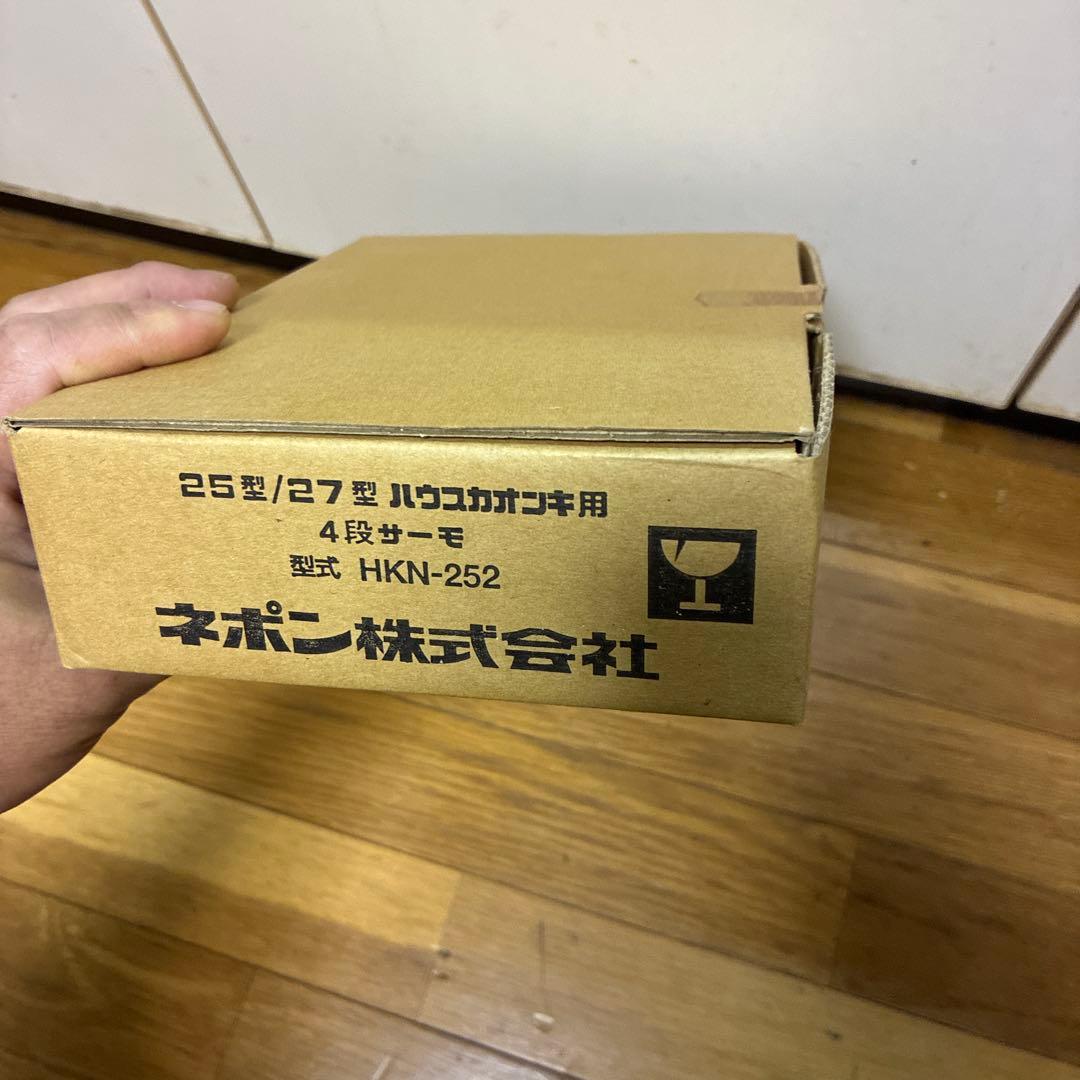 25型/27型 ハウスカオンキ用
4段サーモ
型式 HKN-252
ネポン株式会社